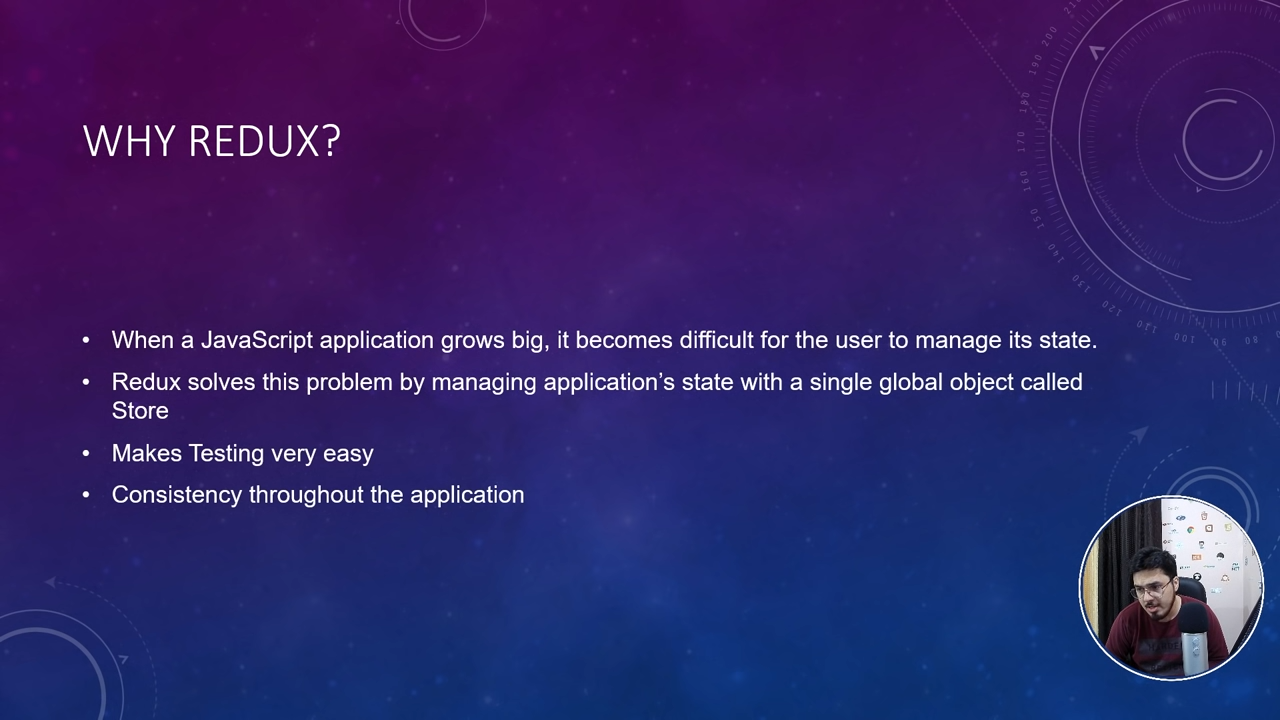 WHY REDUX?
• When a JavaScript application grows big, it becomes difficult for the user to manage its state.
• Redux solves this problem by managing application’s state with a single global object called
Store
• Makes Testing very easy
• Consistency throughout the application